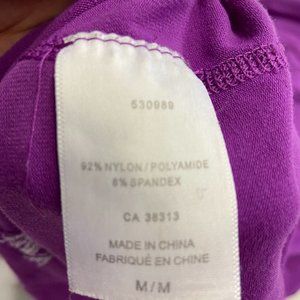 530989
92% NYLON / POLYAMIDE
8% SPANDEX
CA 38313
MADE IN CHINA
FABRIQUÉ EN CHINE
M / M